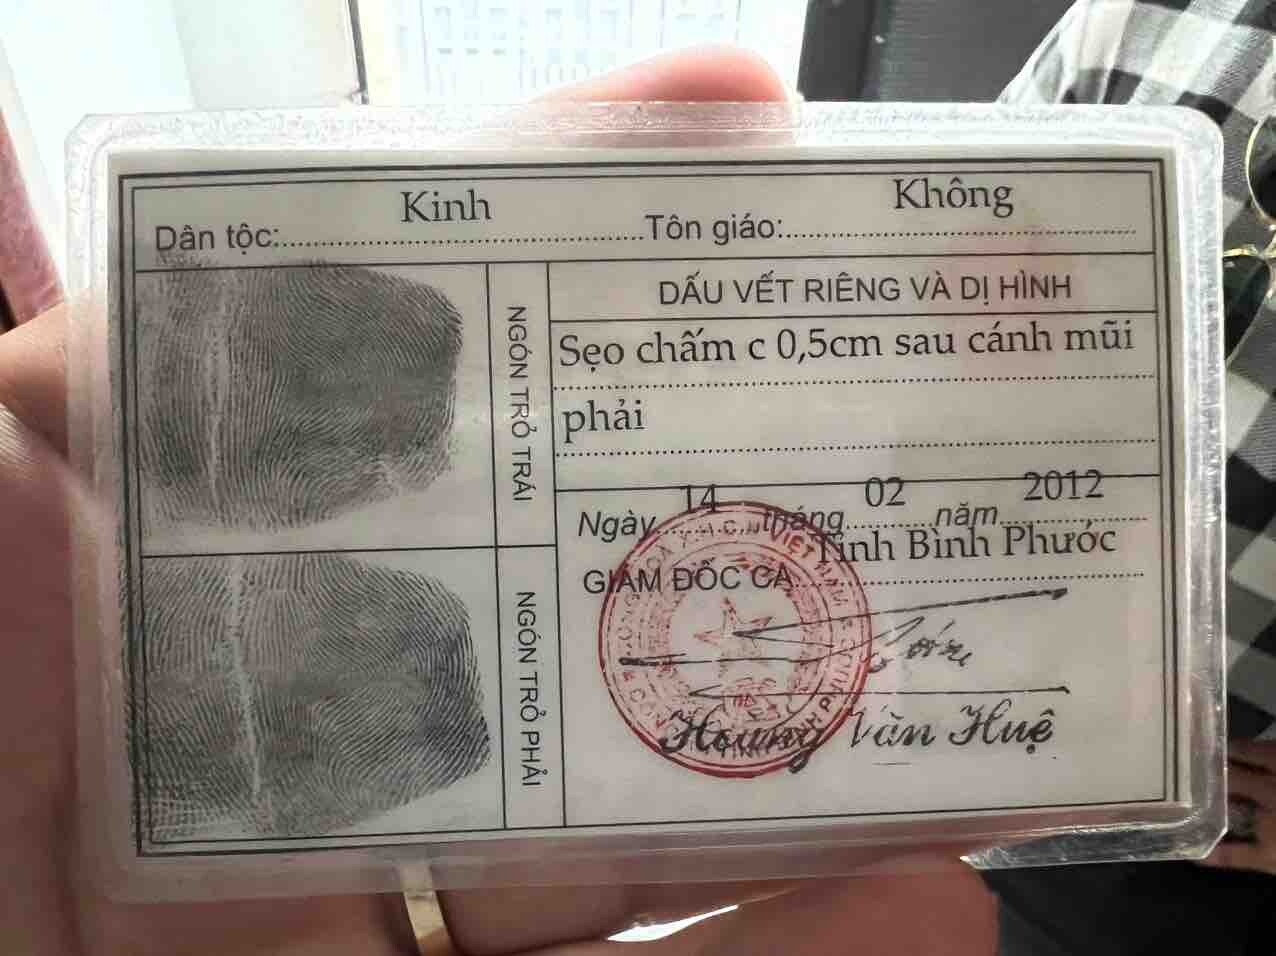 Dân tộc: Kinh Tôn giáo: Không
DẤU VẾT RIÊNG VÀ DỊ HÌNH
NGÓN TRỎ TRÁI
Sẹo chấm c 0,5cm sau cánh mũi
phải
NGÓN TRỎ PHẢI
Ngày 14 tháng 02 năm 2012
GIÁM ĐỐC CA Tỉnh Bình Phước
VIỆT NAM
Hoàng Văn Huệ